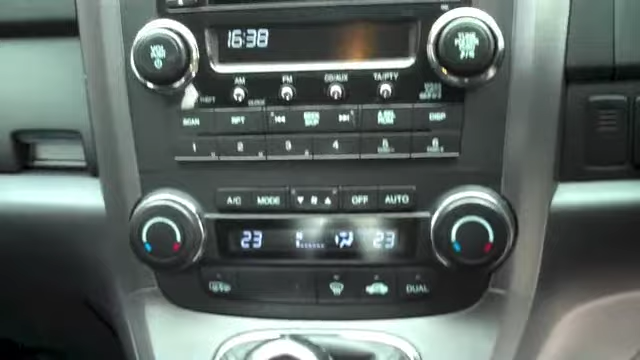 16:38
VOL
AM FM CD/AUX TA/PTY
SCAN RPT SKIP DISP
1 2 3 4 5 6
A/C MODE OFF AUTO
23 23
DUAL